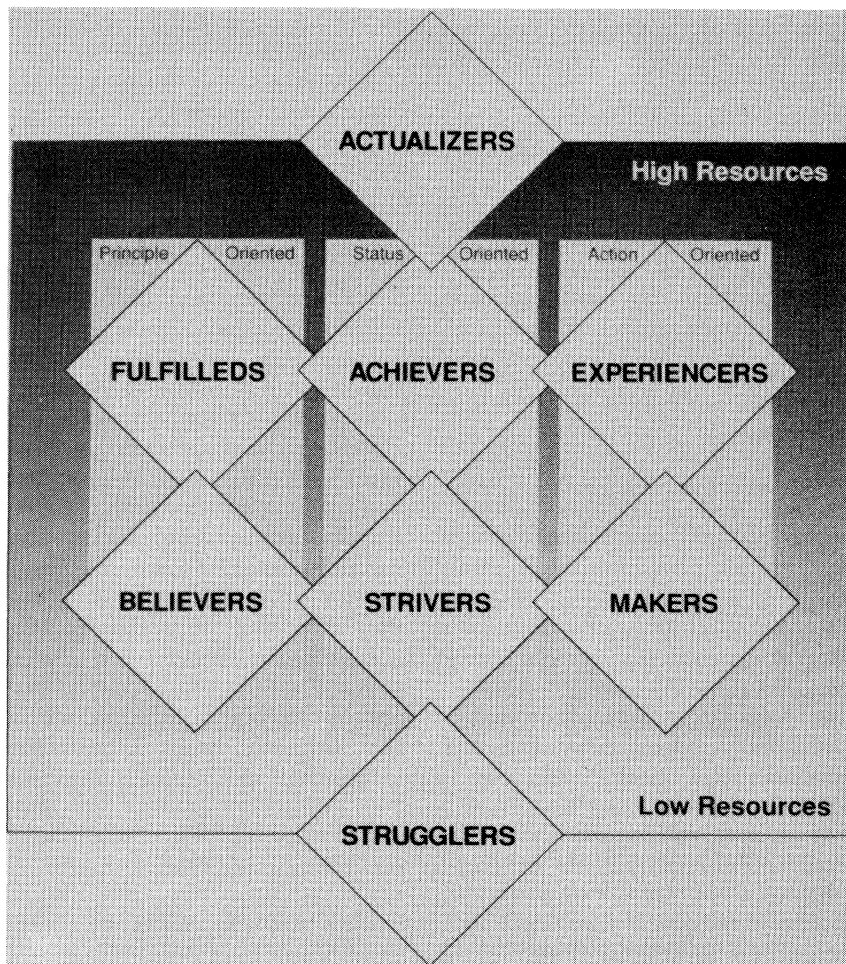 ACTUALIZERS
High Resources
Principle Oriented Status Oriented Action Oriented
FULFILLEDS ACHIEVERS EXPERIENCERS
BELIEVERS STRIVERS MAKERS
Low Resources
STRUGGLERS